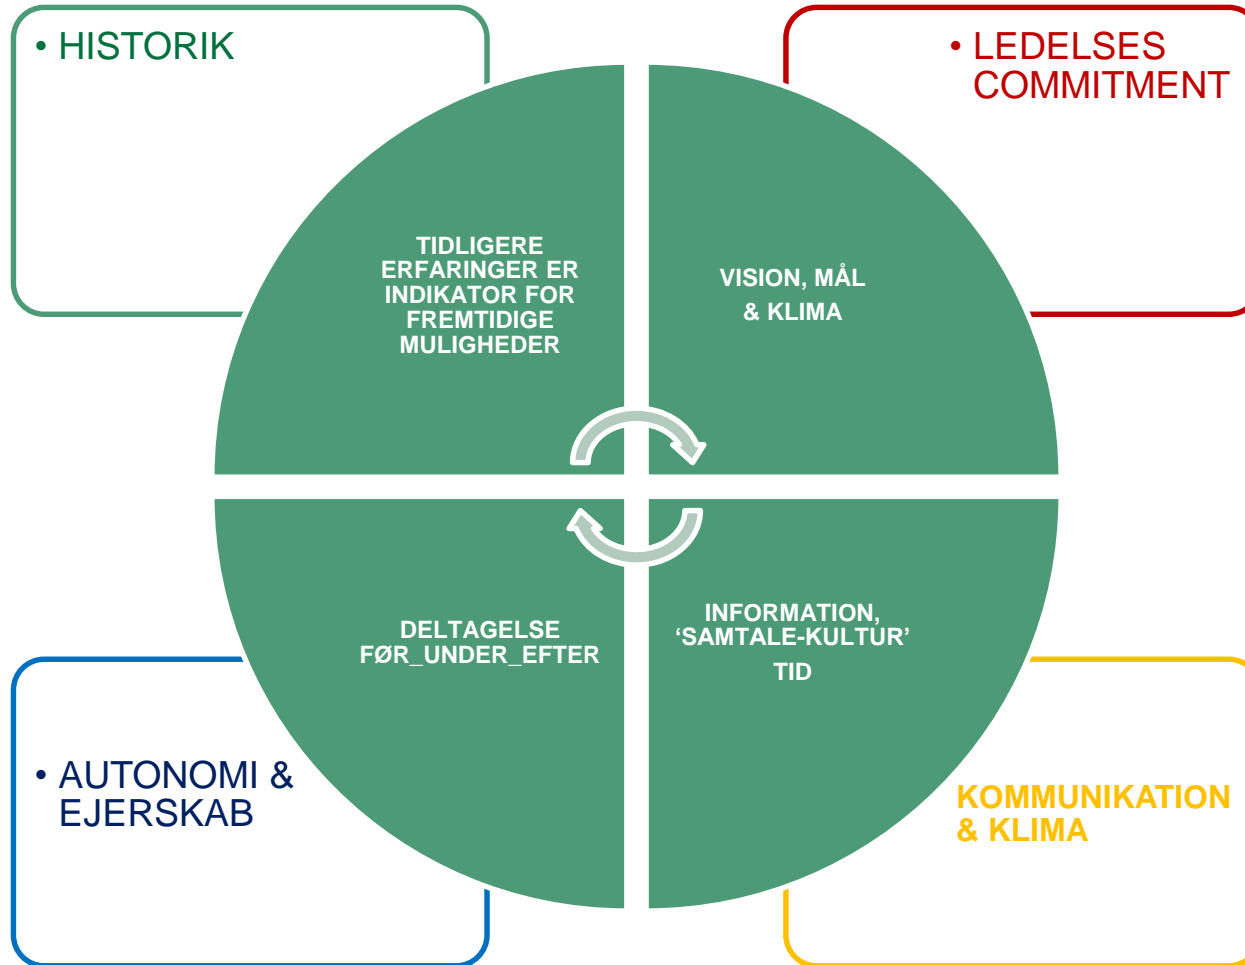 • HISTORIK
• LEDELSES
COMMITMENT
TIDLIGERE
ERFARINGER ER
INDIKATOR FOR
FREMTIDIGE
MULIGHEDER
VISION, MÅL
& KLIMA
DELTAGELSE
FØR_UNDER_EFTER
INFORMATION,
‘SAMTALE-KULTUR’
TID
• AUTONOMI &
EJERSKAB
KOMMUNIKATION
& KLIMA